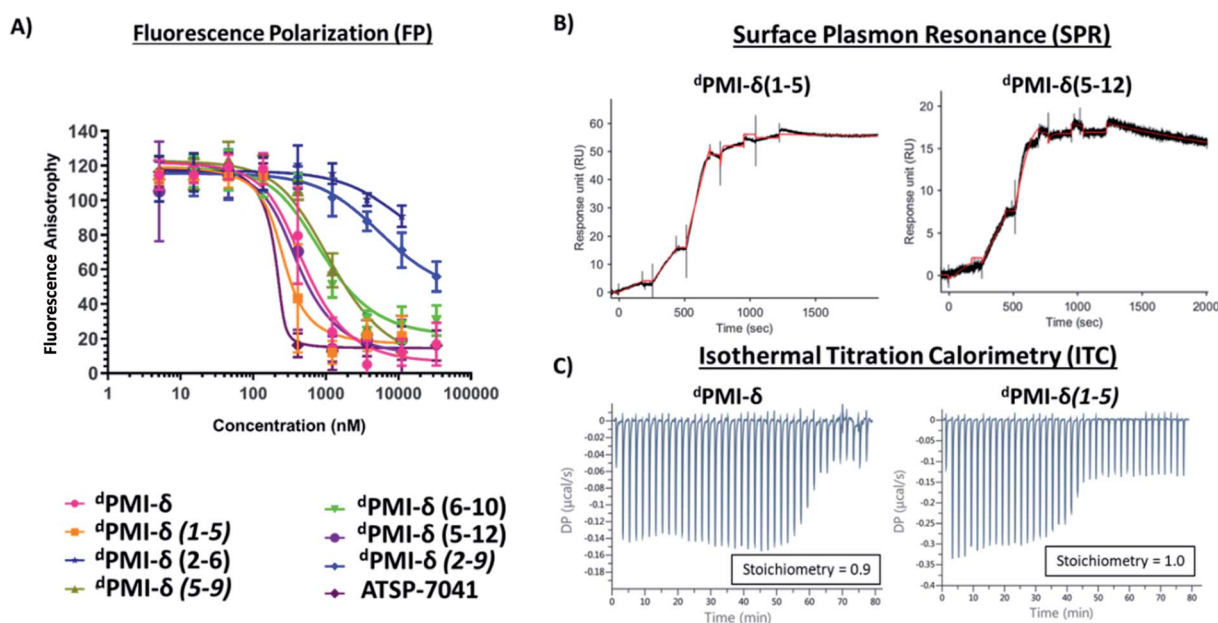 A)
Fluorescence Polarization (FP)
Fluorescence Anisotropy
140
120
100
80
60
40
20
0
1 10 100 1000 10000 100000
Concentration (nM)
ᵈPMI-δ
ᵈPMI-δ (1-5)
ᵈPMI-δ (2-6)
ᵈPMI-δ (5-9)
ᵈPMI-δ (6-10)
ᵈPMI-δ (5-12)
ᵈPMI-δ (2-9)
ATSP-7041
B)
Surface Plasmon Resonance (SPR)
ᵈPMI-δ(1-5)
Response unit (RU)
60
40
20
0
0 500 1000 1500
Time (sec)
ᵈPMI-δ(5-12)
Response unit (RU)
20
15
10
5
0
0 500 1000 1500 2000
Time (sec)
C)
Isothermal Titration Calorimetry (ITC)
ᵈPMI-δ
DP (µcal/s)
0
-0.02
-0.04
-0.06
-0.08
-0.1
-0.12
-0.14
-0.16
-0.18
Stoichiometry = 0.9
0 10 20 30 40 50 60 70 80
Time (min)
ᵈPMI-δ(1-5)
DP (µcal/s)
0
-0.05
-0.1
-0.15
-0.2
-0.25
-0.3
-0.35
-0.4
Stoichiometry = 1.0
0 10 20 30 40 50 60 70 80
Time (min)